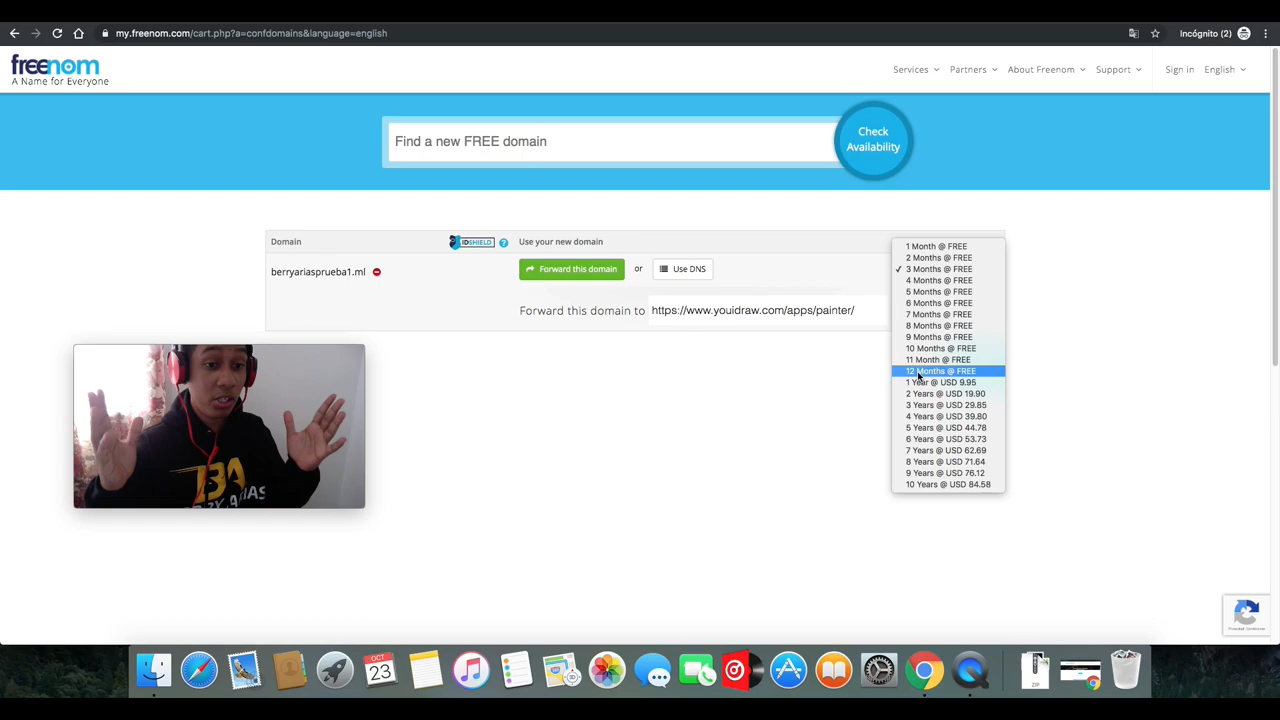 my.freenom.com/cart.php?a=confdomains&language=english
Incógnito (2)
freenom
A Name for Everyone
Services
Partners
About Freenom
Support
Sign in
English
Find a new FREE domain
Check
Availability
Domain
IDSHIELD
?
Use your new domain
berryariasprueba1.ml
Forward this domain
or
Use DNS
Forward this domain to
https://www.youidraw.com/apps/painter/
1 Month @ FREE
2 Months @ FREE
✓ 3 Months @ FREE
4 Months @ FREE
5 Months @ FREE
6 Months @ FREE
7 Months @ FREE
8 Months @ FREE
9 Months @ FREE
10 Months @ FREE
11 Month @ FREE
12 Months @ FREE
1 Year @ USD 9.95
2 Years @ USD 19.90
3 Years @ USD 29.85
4 Years @ USD 39.80
5 Years @ USD 44.78
6 Years @ USD 53.73
7 Years @ USD 62.69
8 Years @ USD 71.64
9 Years @ USD 76.12
10 Years @ USD 84.58
OCT
23
ZIP